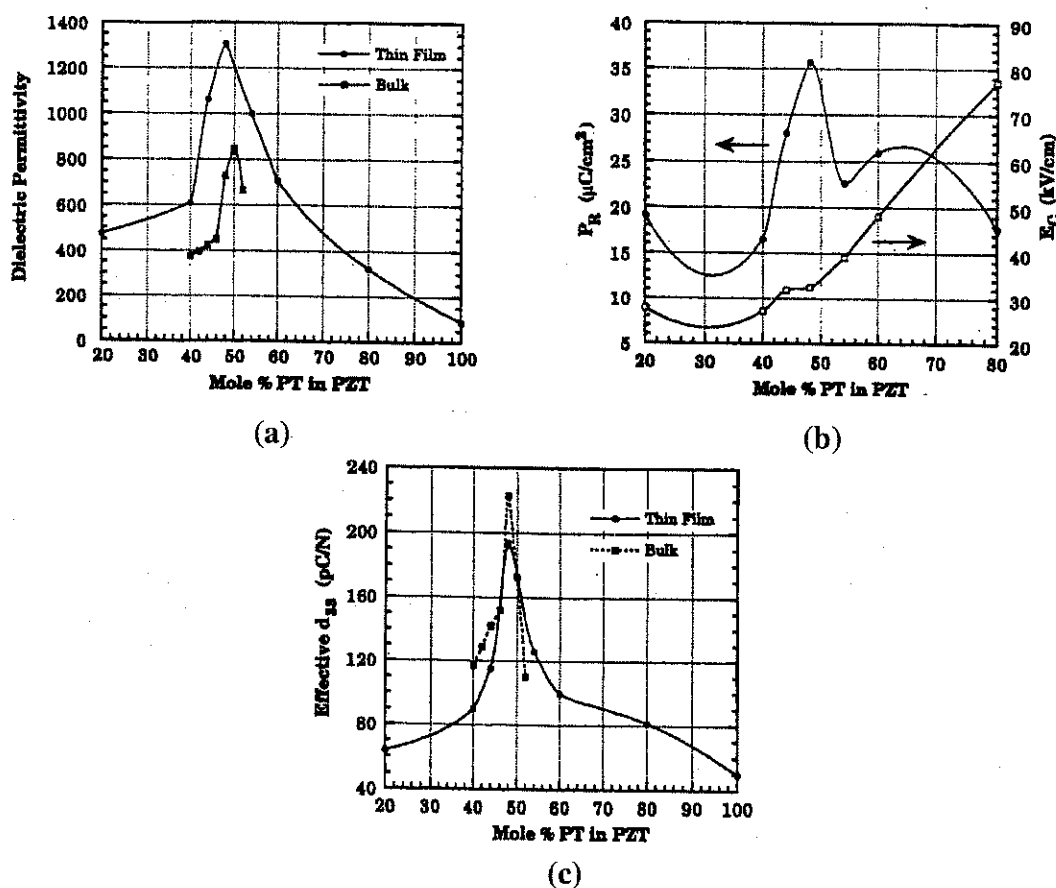 1400
1200
1000
800
600
400
200
0
Dielectric Permittivity
Thin Film
Bulk
20 30 40 50 60 70 80 90 100
Mole % PT in PZT
(a)
40
35
30
25
20
15
10
5
P_R (µC/cm²)
90
80
70
60
50
40
30
20
E_C (kV/cm)
20 30 40 50 60 70 80
Mole % PT in PZT
(b)
240
200
160
120
80
40
Effective d_33 (pC/N)
Thin Film
Bulk
20 30 40 50 60 70 80 90 100
Mole % PT in PZT
(c)